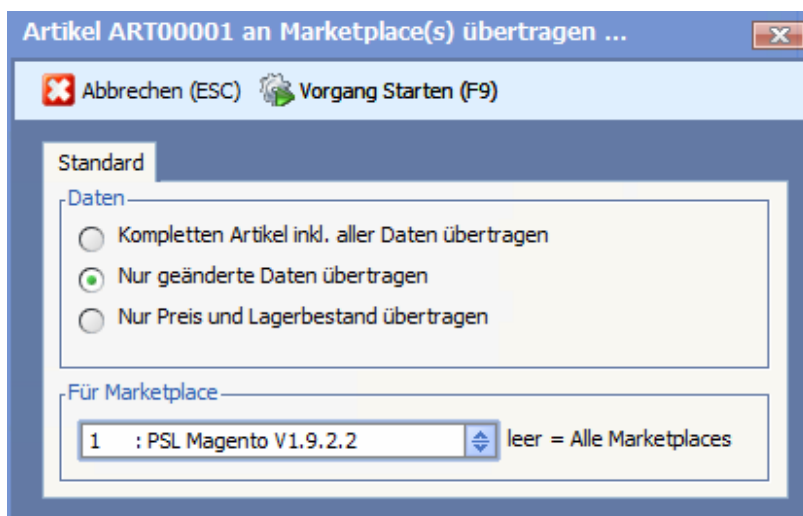 Artikel ART00001 an Marketplace(s) übertragen ...
Abbrechen (ESC) Vorgang Starten (F9)
Standard
Daten
Kompletten Artikel inkl. aller Daten übertragen
Nur geänderte Daten übertragen
Nur Preis und Lagerbestand übertragen
Für Marketplace
1 : PSL Magento V1.9.2.2 leer = Alle Marketplaces